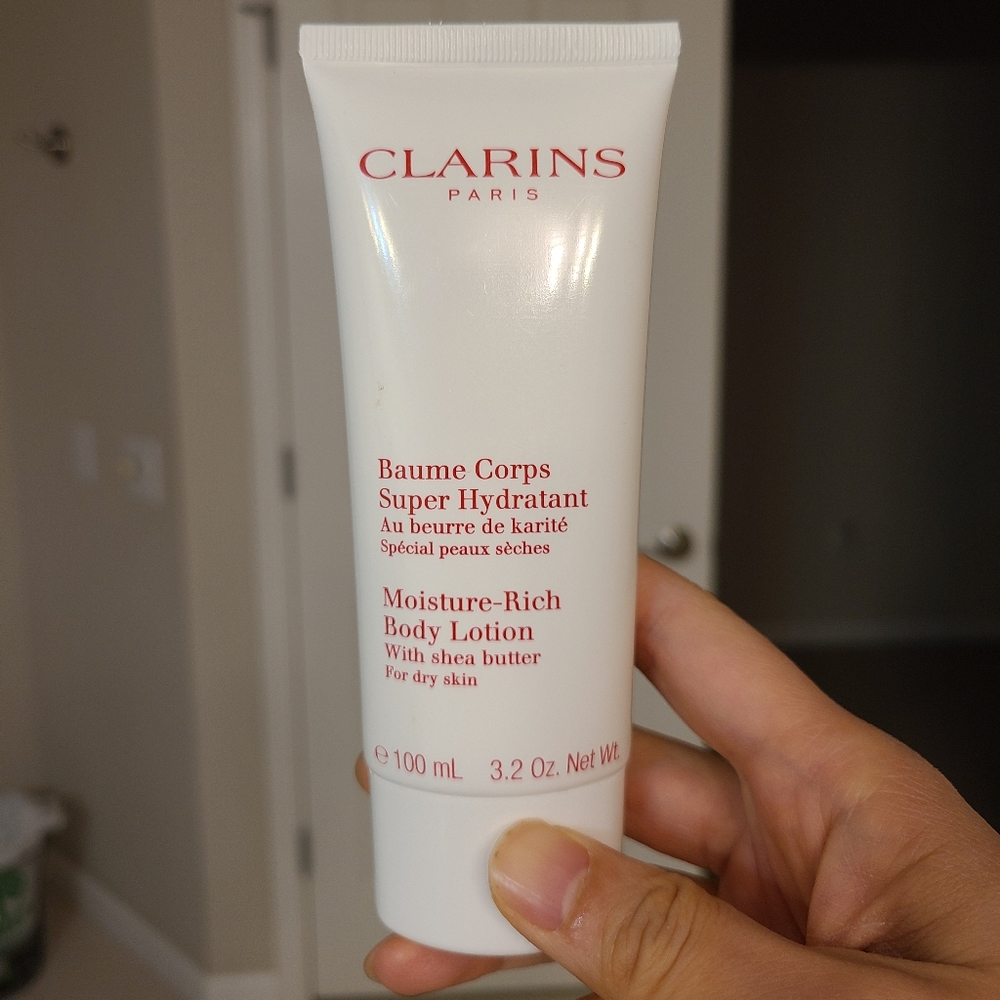 CLARINS
PARIS
Baume Corps
Super Hydratant
Au beurre de karité
Spécial peaux sèches
Moisture-Rich
Body Lotion
With shea butter
For dry skin
℮ 100 mL 3.2 Oz. Net Wt.